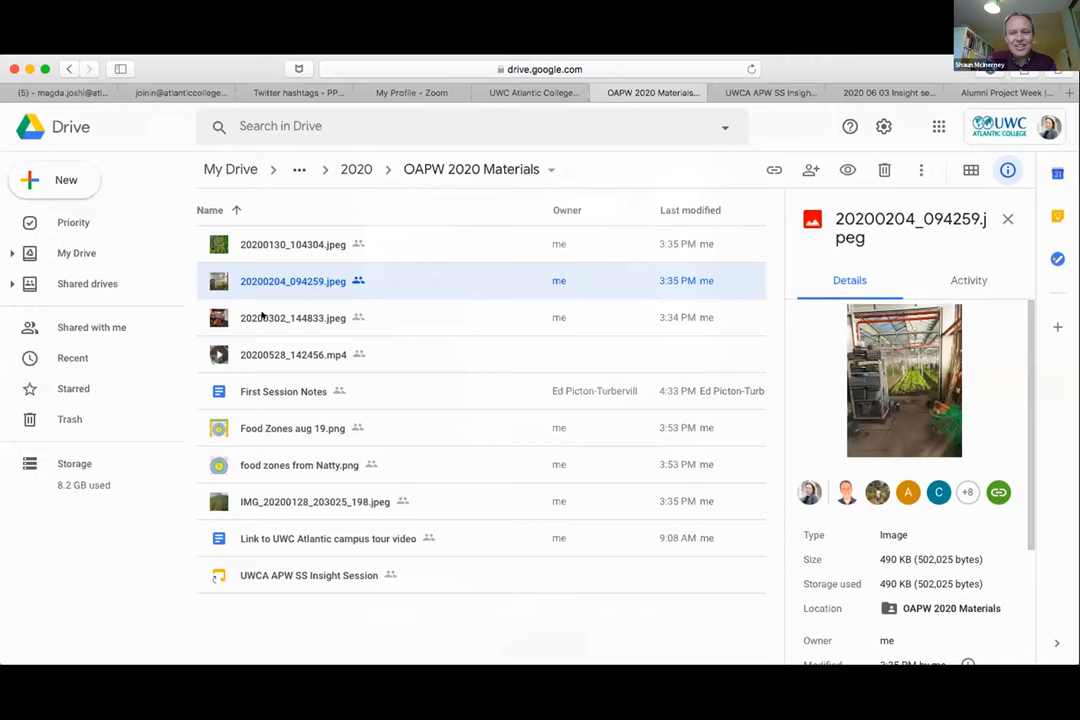 Shaun McInerney
drive.google.com
(5) - magda.joshi@atl...
joinin@atlanticcolleg...
Twitter hashtags - PP...
My Profile - Zoom
UWC Atlantic College...
OAPW 2020 Materials...
UWCA APW SS Insigh...
2020 06 03 Insight se...
Alumni Project Week |...
Drive
Search in Drive
UWC
ATLANTIC COLLEGE
New
My Drive
2020
OAPW 2020 Materials
Priority
My Drive
Shared drives
Shared with me
Recent
Starred
Trash
Storage
8.2 GB used
Name Owner Last modified
20200130_104304.jpeg me 3:35 PM me
20200204_094259.jpeg me 3:35 PM me
20200302_144833.jpeg me 3:34 PM me
20200528_142456.mp4
First Session Notes Ed Picton-Turbervill 4:33 PM Ed Picton-Turb
Food Zones aug 19.png me 3:53 PM me
food zones from Natty.png me 3:53 PM me
IMG_20200128_203025_198.jpeg me 3:35 PM me
Link to UWC Atlantic campus tour video me 9:08 AM me
UWCA APW SS Insight Session
20200204_094259.j
peg
Details Activity
A C +8
Type Image
Size 490 KB (502,025 bytes)
Storage used 490 KB (502,025 bytes)
Location OAPW 2020 Materials
Owner me
Modified 3:35 PM by me
31